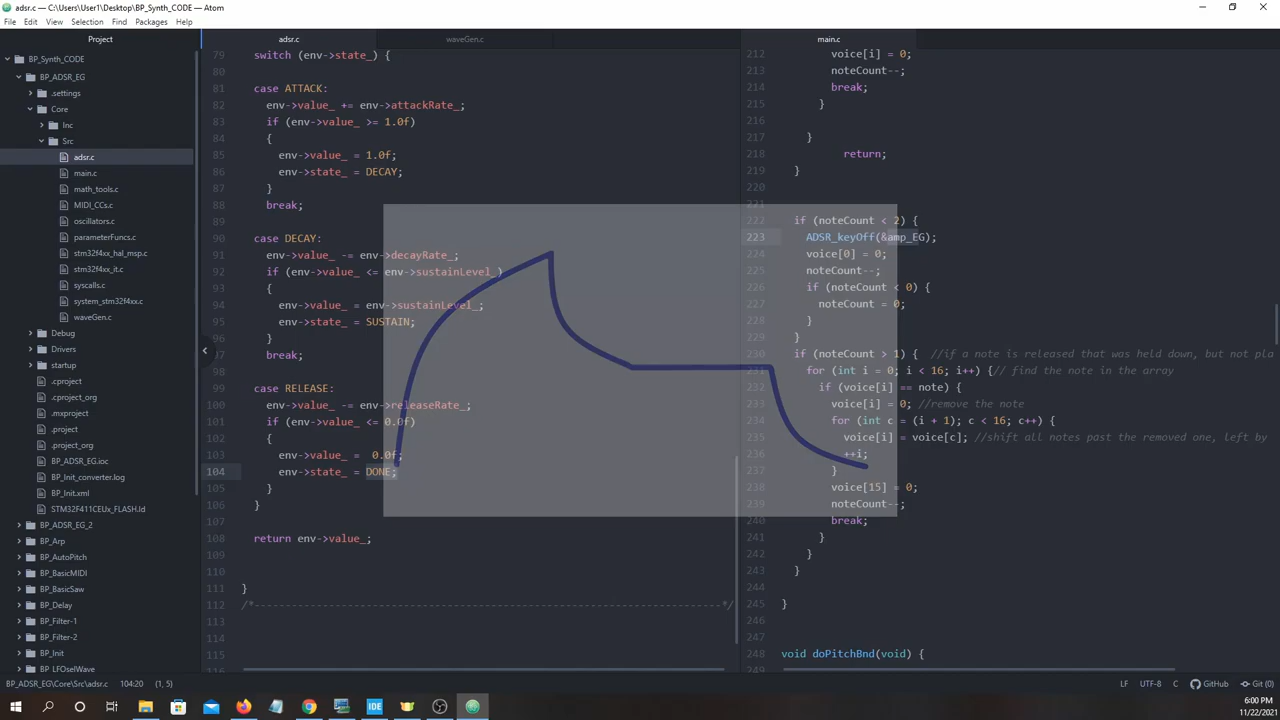 adsr.c — C:\Users\User1\Desktop\BP_Synth_CODE — Atom
File Edit View Selection Find Packages Help
Project
BP_Synth_CODE
BP_ADSR_EG
.settings
Core
Inc
Src
adsr.c
main.c
math_tools.c
MIDI_CCs.c
oscillators.c
parameterFuncs.c
stm32f4xx_hal_msp.c
stm32f4xx_it.c
syscalls.c
system_stm32f4xx.c
waveGen.c
Debug
Drivers
startup
.cproject
.cproject_org
.mxproject
.project
.project_org
BP_ADSR_EG.ioc
BP_Init_converter.log
BP_Init.xml
STM32F411CEUx_FLASH.ld
BP_ADSR_EG_2
BP_Arp
BP_AutoPitch
BP_BasicMIDI
BP_BasicSaw
BP_Delay
BP_Filter-1
BP_Filter-2
BP_Init
BP_LFOselWave
adsr.c waveGen.c
79 switch (env->state_) {
80
81 case ATTACK:
82 env->value_ += env->attackRate_;
83 if (env->value_ >= 1.0f)
84 {
85 env->value_ = 1.0f;
86 env->state_ = DECAY;
87 }
88 break;
89
90 case DECAY:
91 env->value_ -= env->decayRate_;
92 if (env->value_ <= env->sustainLevel_)
93 {
94 env->value_ = env->sustainLevel_;
95 env->state_ = SUSTAIN;
96 }
97 break;
98
99 case RELEASE:
100 env->value_ -= env->releaseRate_;
101 if (env->value_ <= 0.0f)
102 {
103 env->value_ = 0.0f;
104 env->state_ = DONE;
105 }
106 }
107
108 return env->value_;
109
110
111 }
112 /*------------------------------------------------------------*/
113
114
115
116
main.c
212 voice[i] = 0;
213 noteCount--;
214 break;
215 }
216
217 }
218 return;
219 }
220
221
222 if (noteCount < 2) {
223 ADSR_keyOff(&amp_EG);
224 voice[0] = 0;
225 noteCount--;
226 if (noteCount < 0) {
227 noteCount = 0;
228 }
229 }
230 if (noteCount > 1) { //if a note is released that was held down, but not pla
231 for (int i = 0; i < 16; i++) {// find the note in the array
232 if (voice[i] == note) {
233 voice[i] = 0; //remove the note
234 for (int c = (i + 1); c < 16; c++) {
235 voice[i] = voice[c]; //shift all notes past the removed one, left by
236 ++i;
237 }
238 voice[15] = 0;
239 noteCount--;
240 break;
241 }
242 }
243 }
244
245 }
246
247
248 void doPitchBnd(void) {
249
BP_ADSR_EG\Core\Src\adsr.c 104:20 (1, 5)
LF UTF-8 C GitHub Git (0)
IDE
6:00 PM
11/22/2021